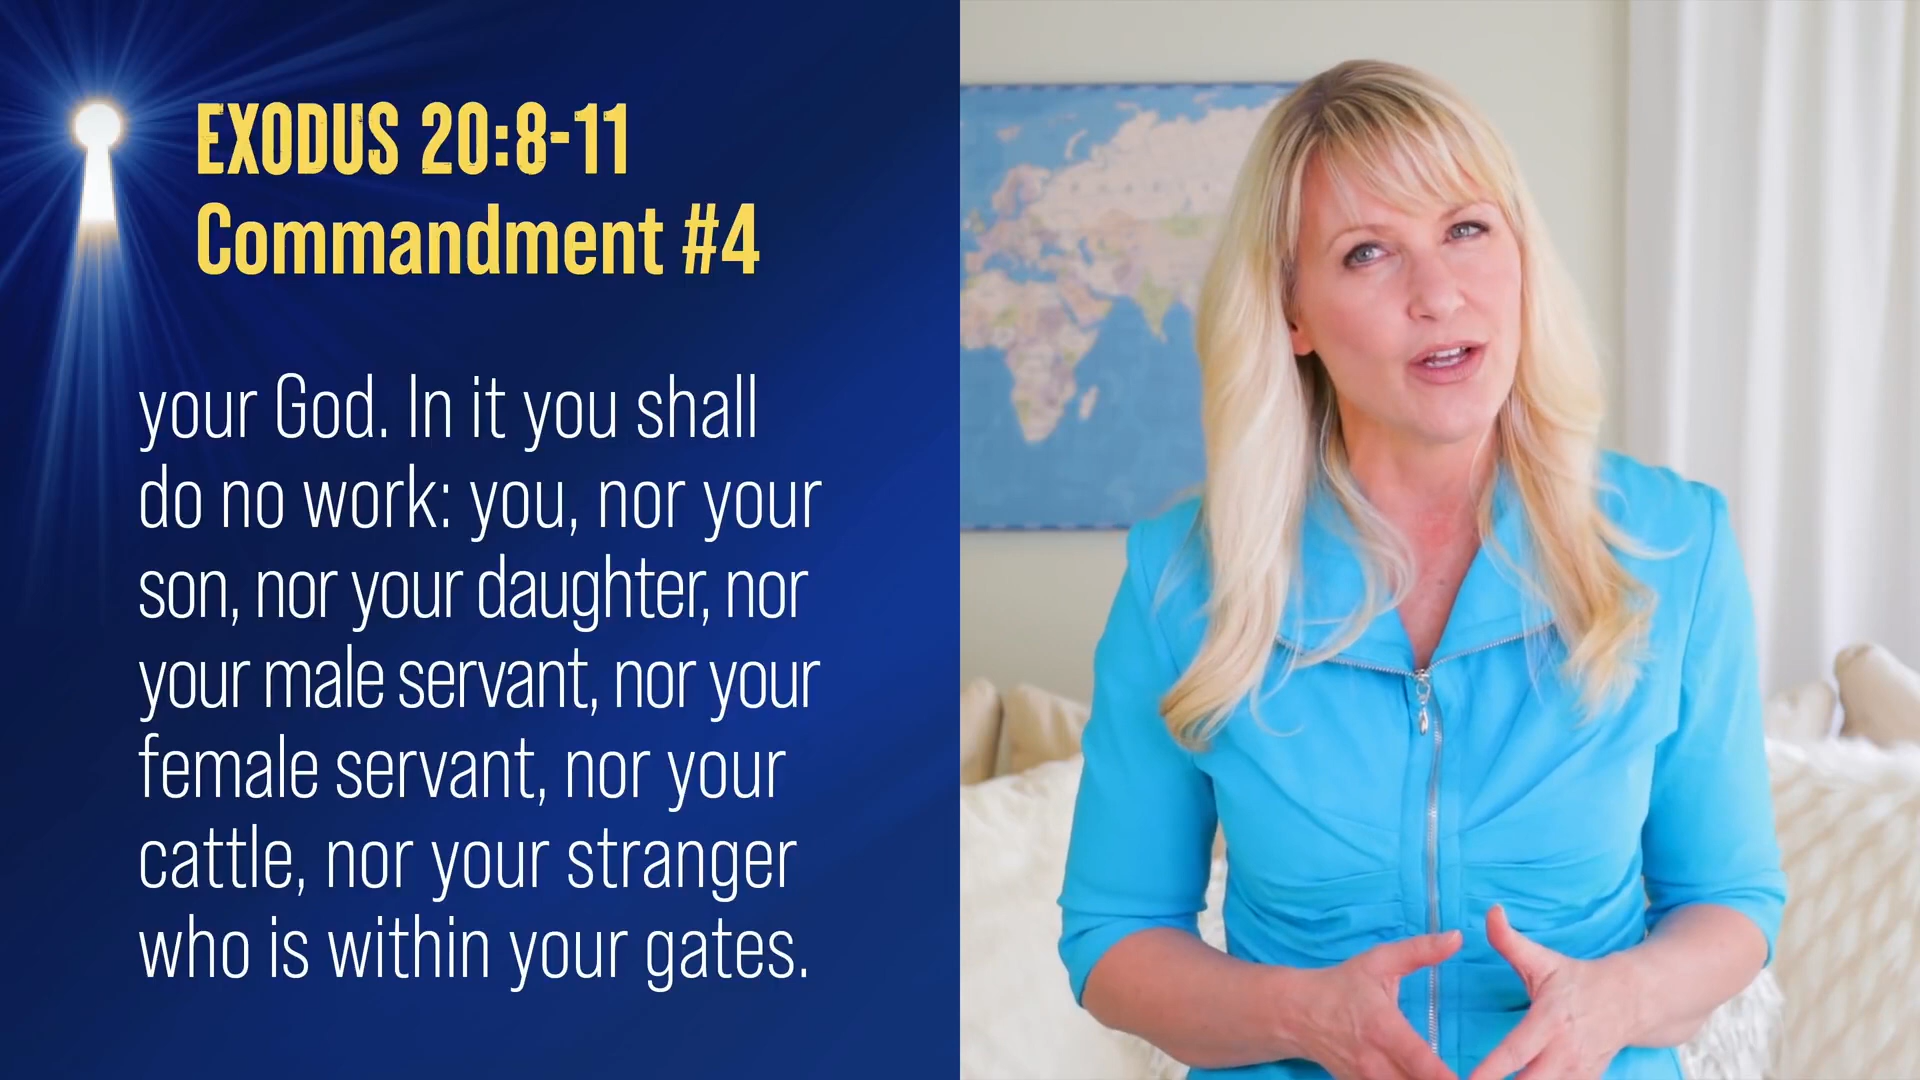 EXODUS 20:8-11
Commandment #4
your God. In it you shall
do no work: you, nor your
son, nor your daughter, nor
your male servant, nor your
female servant, nor your
cattle, nor your stranger
who is within your gates.